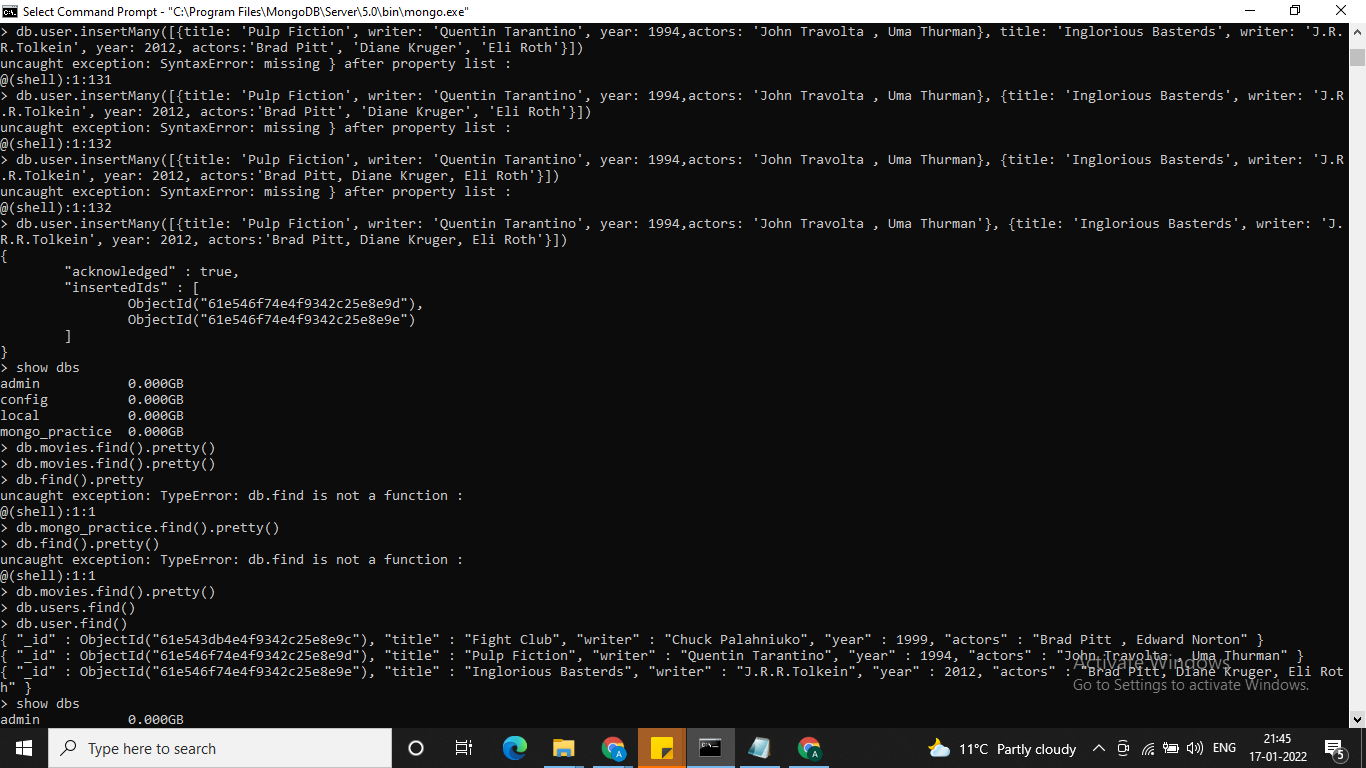 Select Command Prompt - "C:\Program Files\MongoDB\Server\5.0\bin\mongo.exe"
> db.user.insertMany([{title: 'Pulp Fiction', writer: 'Quentin Tarantino', year: 1994,actors: 'John Travolta , Uma Thurman}, title: 'Inglorious Basterds', writer: 'J.R.
R.Tolkein', year: 2012, actors:'Brad Pitt', 'Diane Kruger', 'Eli Roth'}])
uncaught exception: SyntaxError: missing } after property list :
@(shell):1:131
> db.user.insertMany([{title: 'Pulp Fiction', writer: 'Quentin Tarantino', year: 1994,actors: 'John Travolta , Uma Thurman}, {title: 'Inglorious Basterds', writer: 'J.R
.R.Tolkein', year: 2012, actors:'Brad Pitt', 'Diane Kruger', 'Eli Roth'}])
uncaught exception: SyntaxError: missing } after property list :
@(shell):1:132
> db.user.insertMany([{title: 'Pulp Fiction', writer: 'Quentin Tarantino', year: 1994,actors: 'John Travolta , Uma Thurman}, {title: 'Inglorious Basterds', writer: 'J.R
.R.Tolkein', year: 2012, actors:'Brad Pitt, Diane Kruger, Eli Roth'}])
uncaught exception: SyntaxError: missing } after property list :
@(shell):1:132
> db.user.insertMany([{title: 'Pulp Fiction', writer: 'Quentin Tarantino', year: 1994,actors: 'John Travolta , Uma Thurman'}, {title: 'Inglorious Basterds', writer: 'J.
R.R.Tolkein', year: 2012, actors:'Brad Pitt, Diane Kruger, Eli Roth'}])
{
"acknowledged" : true,
"insertedIds" : [
ObjectId("61e546f74e4f9342c25e8e9d"),
ObjectId("61e546f74e4f9342c25e8e9e")
]
}
> show dbs
admin 0.000GB
config 0.000GB
local 0.000GB
mongo_practice 0.000GB
> db.movies.find().pretty()
> db.movies.find().pretty()
> db.find().pretty
uncaught exception: TypeError: db.find is not a function :
@(shell):1:1
> db.mongo_practice.find().pretty()
> db.find().pretty()
uncaught exception: TypeError: db.find is not a function :
@(shell):1:1
> db.movies.find().pretty()
> db.users.find()
> db.user.find()
{ "_id" : ObjectId("61e543db4e4f9342c25e8e9c"), "title" : "Fight Club", "writer" : "Chuck Palahniuko", "year" : 1999, "actors" : "Brad Pitt , Edward Norton" }
{ "_id" : ObjectId("61e546f74e4f9342c25e8e9d"), "title" : "Pulp Fiction", "writer" : "Quentin Tarantino", "year" : 1994, "actors" : "John Travolta , Uma Thurman" }
{ "_id" : ObjectId("61e546f74e4f9342c25e8e9e"), "title" : "Inglorious Basterds", "writer" : "J.R.R.Tolkein", "year" : 2012, "actors" : "Brad Pitt, Diane Kruger, Eli Rot
h" }
Activate Windows
Go to Settings to activate Windows.
> show dbs
admin 0.000GB
Type here to search
A
A
11°C Partly cloudy
ENG
21:45
17-01-2022
5